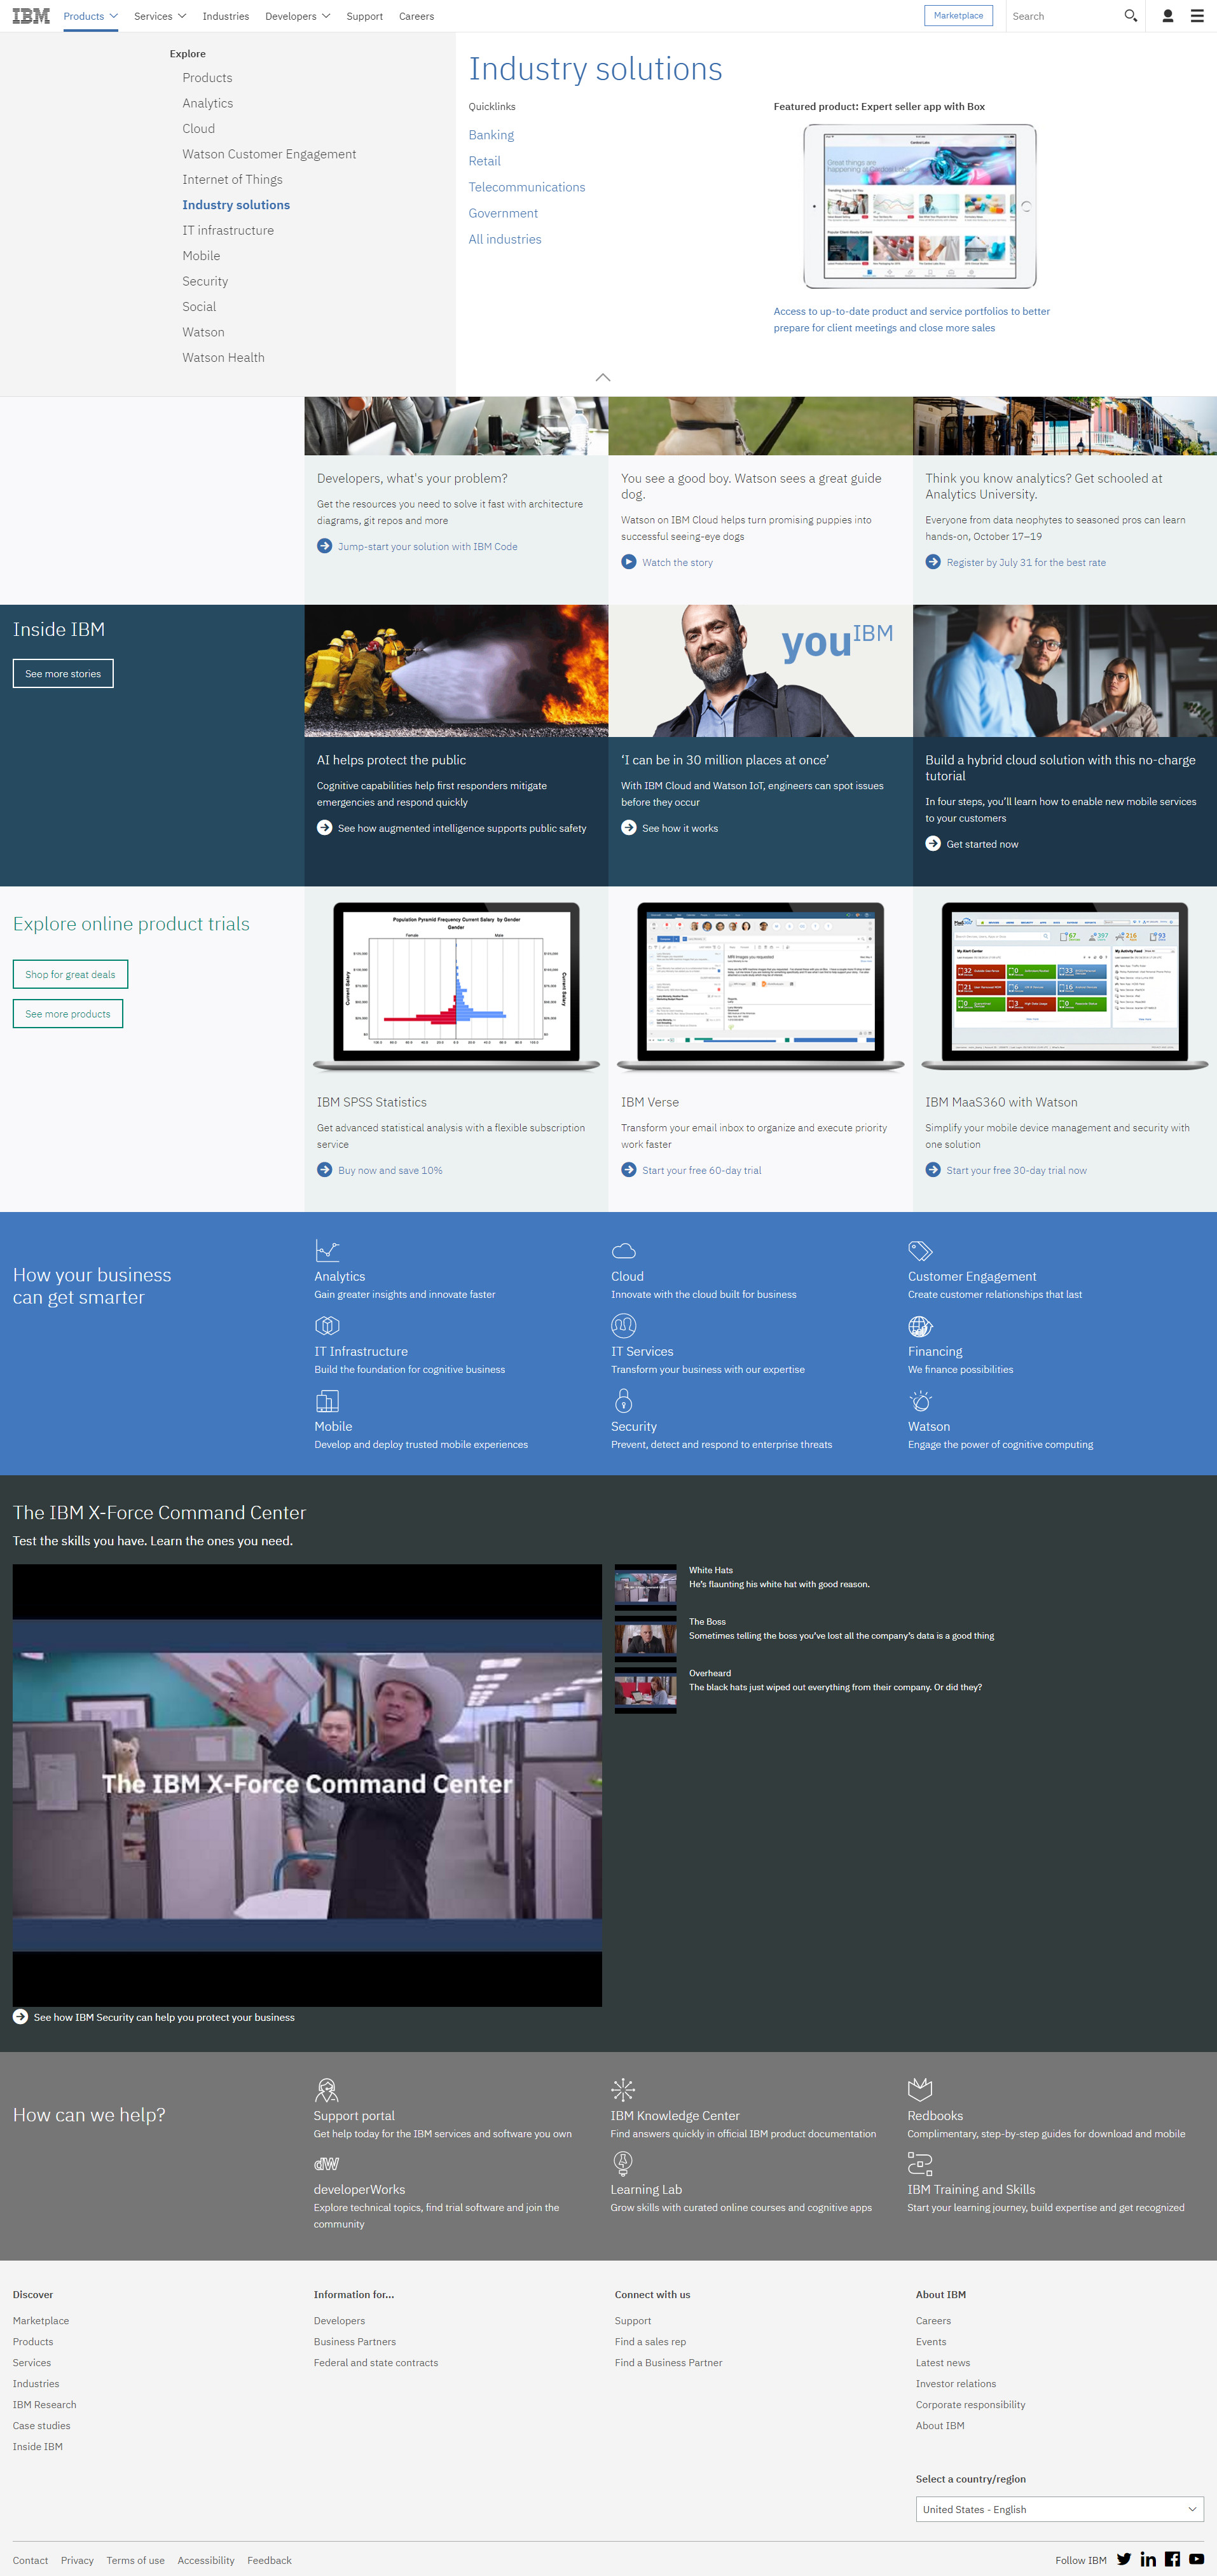 IBM
Products
Services
Industries
Developers
Support
Careers
Marketplace
Search
Explore
Products
Analytics
Cloud
Watson Customer Engagement
Internet of Things
Industry solutions
IT infrastructure
Mobile
Security
Social
Watson
Watson Health
Industry solutions
Quicklinks
Banking
Retail
Telecommunications
Government
All industries
Featured product: Expert seller app with Box
Great things are
Access to up-to-date product and service portfolios to better
prepare for client meetings and close more sales
Developers, what's your problem?
Get the resources you need to solve it fast with architecture
diagrams, git repos and more
Jump-start your solution with IBM Code
You see a good boy. Watson sees a great guide
dog.
Watson on IBM Cloud helps turn promising puppies into
successful seeing-eye dogs
Watch the story
Think you know analytics? Get schooled at
Analytics University.
Everyone from data neophytes to seasoned pros can learn
hands-on, October 17–19
Register by July 31 for the best rate
Inside IBM
See more stories
AI helps protect the public
Cognitive capabilities help first responders mitigate
emergencies and respond quickly
See how augmented intelligence supports public safety
you IBM
‘I can be in 30 million places at once’
With IBM Cloud and Watson IoT, engineers can spot issues
before they occur
See how it works
Build a hybrid cloud solution with this no-charge
tutorial
In four steps, you’ll learn how to enable new mobile services
to your customers
Get started now
Explore online product trials
Shop for great deals
See more products
Population Pyramid Frequency Current Salary by Gender
Gender
Female
Male
Current Salary
Current Salary
IBM SPSS Statistics
Get advanced statistical analysis with a flexible subscription
service
Buy now and save 10%
IBM Verse
Transform your email inbox to organize and execute priority
work faster
Start your free 60-day trial
IBM MaaS360 with Watson
Simplify your mobile device management and security with
one solution
Start your free 30-day trial now
How your business
can get smarter
Analytics
Gain greater insights and innovate faster
Cloud
Innovate with the cloud built for business
Customer Engagement
Create customer relationships that last
IT Infrastructure
Build the foundation for cognitive business
IT Services
Transform your business with our expertise
Financing
We finance possibilities
Mobile
Develop and deploy trusted mobile experiences
Security
Prevent, detect and respond to enterprise threats
Watson
Engage the power of cognitive computing
The IBM X-Force Command Center
Test the skills you have. Learn the ones you need.
The IBM X-Force Command Center
White Hats
He’s flaunting his white hat with good reason.
The Boss
Sometimes telling the boss you’ve lost all the company’s data is a good thing
Overheard
The black hats just wiped out everything from their company. Or did they?
See how IBM Security can help you protect your business
How can we help?
Support portal
Get help today for the IBM services and software you own
IBM Knowledge Center
Find answers quickly in official IBM product documentation
Redbooks
Complimentary, step-by-step guides for download and mobile
dW
developerWorks
Explore technical topics, find trial software and join the
community
Learning Lab
Grow skills with curated online courses and cognitive apps
IBM Training and Skills
Start your learning journey, build expertise and get recognized
Discover
Marketplace
Products
Services
Industries
IBM Research
Case studies
Inside IBM
Information for...
Developers
Business Partners
Federal and state contracts
Connect with us
Support
Find a sales rep
Find a Business Partner
About IBM
Careers
Events
Latest news
Investor relations
Corporate responsibility
About IBM
Select a country/region
United States - English
Contact
Privacy
Terms of use
Accessibility
Feedback
Follow IBM